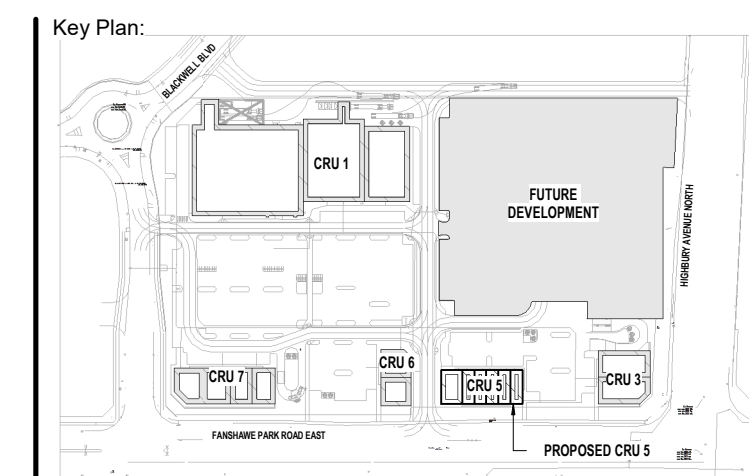 Key Plan:
BLACKWELL BLVD
CRU 1
FUTURE
DEVELOPMENT
HIGHBURY AVENUE NORTH
CRU 7
CRU 6
CRU 5
CRU 3
FANSHAWE PARK ROAD EAST
PROPOSED CRU 5